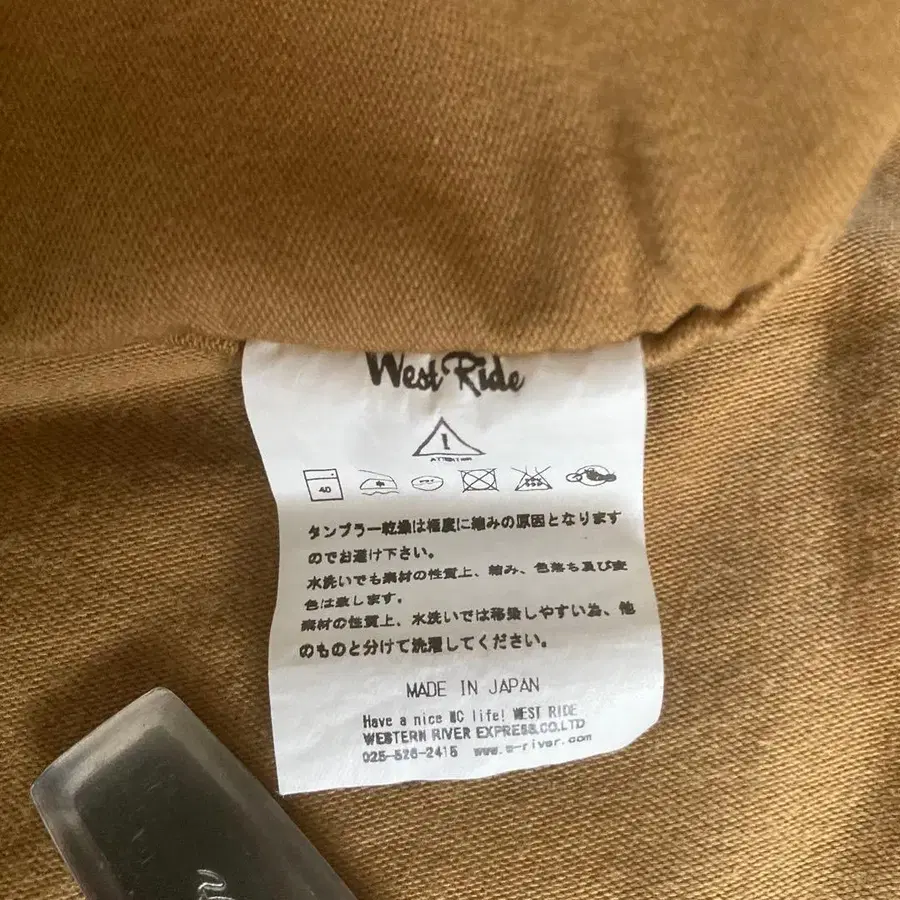 West Ride
!
ATTENTION
40
中
タンブラー乾燥は極度に縮みの原因となります
のでお避け下さい。
水洗いでも素材の性質上、縮み、色落ち及び変
色は致します。
素材の性質上、水洗いでは移染しやすい為、他
のものと分けて洗濯してください。
MADE IN JAPAN
Have a nice MC life! WEST RIDE
WESTERN RIVER EXPRESS.CO.LTD
025-526-2415 www.e-river.com